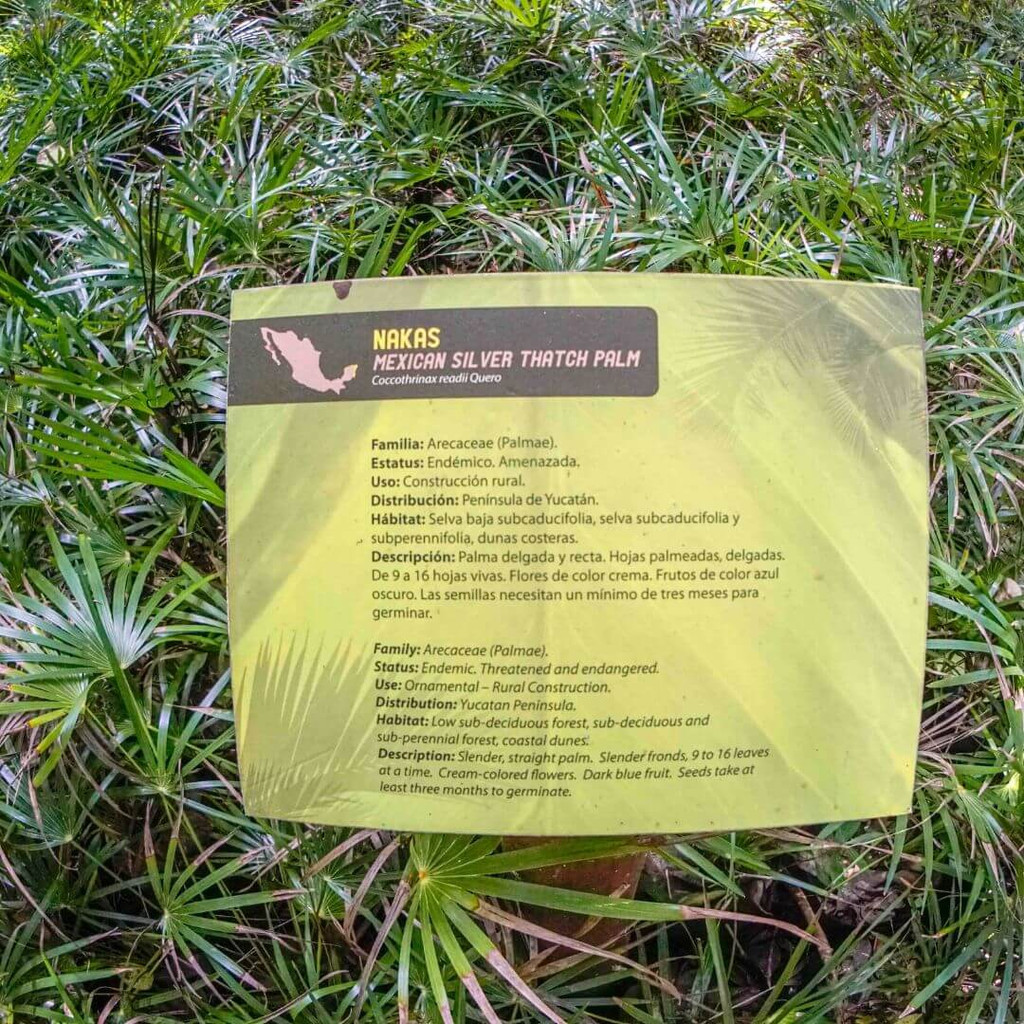 NAKAS
MEXICAN SILVER THATCH PALM
Coccothrinax readii Quero
Familia: Arecaceae (Palmae).
Estatus: Endémico. Amenazada.
Uso: Construcción rural.
Distribución: Península de Yucatán.
Hábitat: Selva baja subcaducifolia, selva subcaducifolia y
subperennifolia, dunas costeras.
Descripción: Palma delgada y recta. Hojas palmeadas, delgadas.
De 9 a 16 hojas vivas. Flores de color crema. Frutos de color azul
oscuro. Las semillas necesitan un mínimo de tres meses para
germinar.
Family: Arecaceae (Palmae).
Status: Endemic. Threatened and endangered.
Use: Ornamental – Rural Construction.
Distribution: Yucatan Peninsula.
Habitat: Low sub-deciduous forest, sub-deciduous and
sub-perennial forest, coastal dunes.
Description: Slender, straight palm. Slender fronds, 9 to 16 leaves
at a time. Cream-colored flowers. Dark blue fruit. Seeds take at
least three months to germinate.